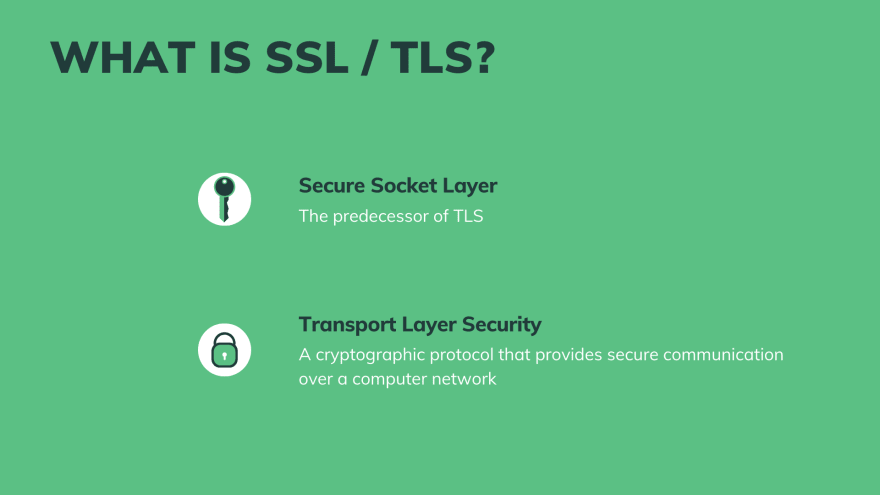 WHAT IS SSL / TLS?
Secure Socket Layer
The predecessor of TLS
Transport Layer Security
A cryptographic protocol that provides secure communication
over a computer network